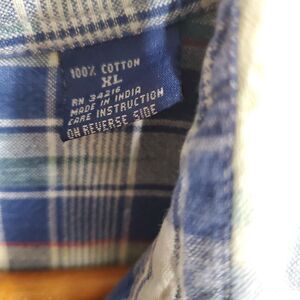 100% COTTON
XL
RN 34216
MADE IN INDIA
CARE INSTRUCTION
ON REVERSE SIDE